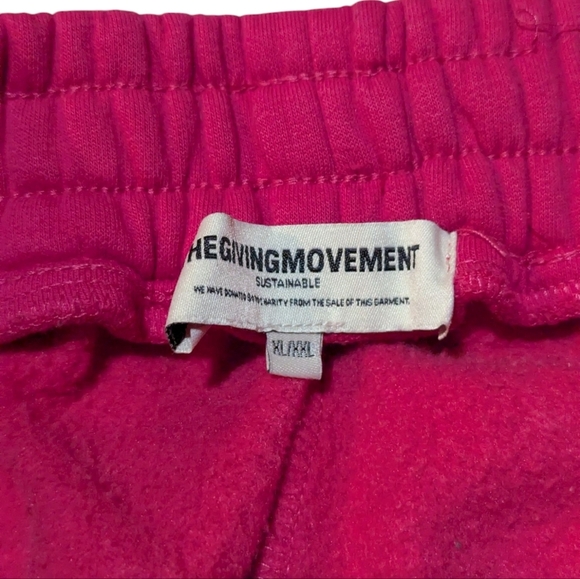 HEGIVINGMOVEMENT
SUSTAINABLE
WE HAVE DONATED CHARITY FROM THE SALE OF THIS GARMENT.
XL/XXL